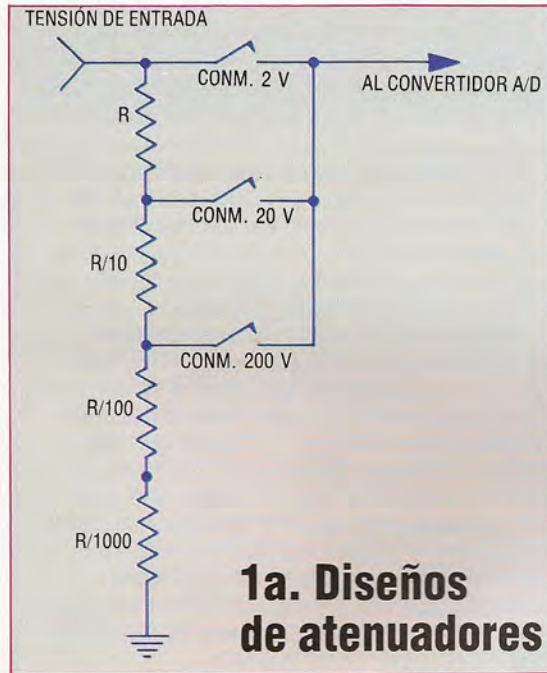 TENSIÓN DE ENTRADA
CONM. 2 V
AL CONVERTIDOR A/D
R
CONM. 20 V
R/10
CONM. 200 V
R/100
R/1000
1a. Diseños
de atenuadores